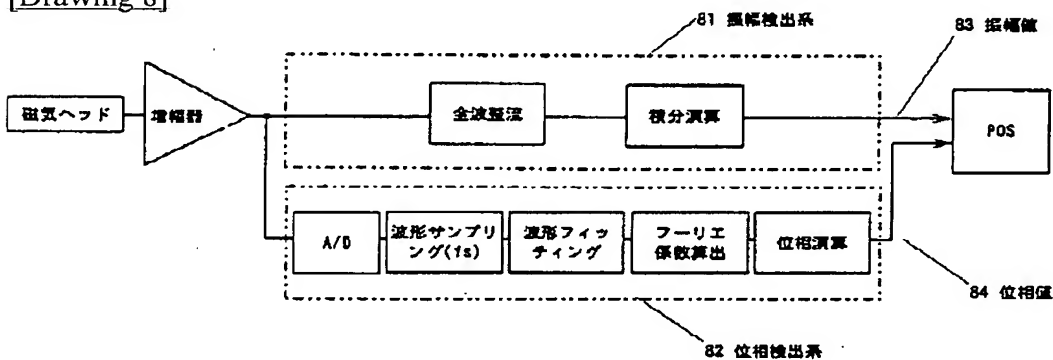 [Drawing 8]
81 振幅検出系
83 振幅値
磁気ヘッド
増幅器
全波整流
積分演算
POS
A/D
波形サンプリ
ング(fs)
波形フィッ
ティング
フーリエ
係数算出
位相演算
84 位相値
82 位相検出系